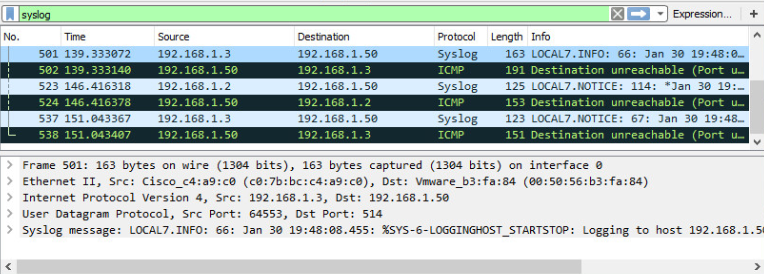 syslog Expression... +
No. Time Source Destination Protocol Length Info
501 139.333072 192.168.1.3 192.168.1.50 Syslog 163 LOCAL7.INFO: 66: Jan 30 19:48:0…
502 139.333140 192.168.1.50 192.168.1.3 ICMP 191 Destination unreachable (Port u…
523 146.416318 192.168.1.2 192.168.1.50 Syslog 125 LOCAL7.NOTICE: 114: *Jan 30 19:…
524 146.416378 192.168.1.50 192.168.1.2 ICMP 153 Destination unreachable (Port u…
537 151.043367 192.168.1.3 192.168.1.50 Syslog 123 LOCAL7.NOTICE: 67: Jan 30 19:48…
538 151.043407 192.168.1.50 192.168.1.3 ICMP 151 Destination unreachable (Port u…
Frame 501: 163 bytes on wire (1304 bits), 163 bytes captured (1304 bits) on interface 0
Ethernet II, Src: Cisco_c4:a9:c0 (c0:7b:bc:c4:a9:c0), Dst: Vmware_b3:fa:84 (00:50:56:b3:fa:84)
Internet Protocol Version 4, Src: 192.168.1.3, Dst: 192.168.1.50
User Datagram Protocol, Src Port: 64553, Dst Port: 514
Syslog message: LOCAL7.INFO: 66: Jan 30 19:48:08.455: %SYS-6-LOGGINGHOST_STARTSTOP: Logging to host 192.168.1.50